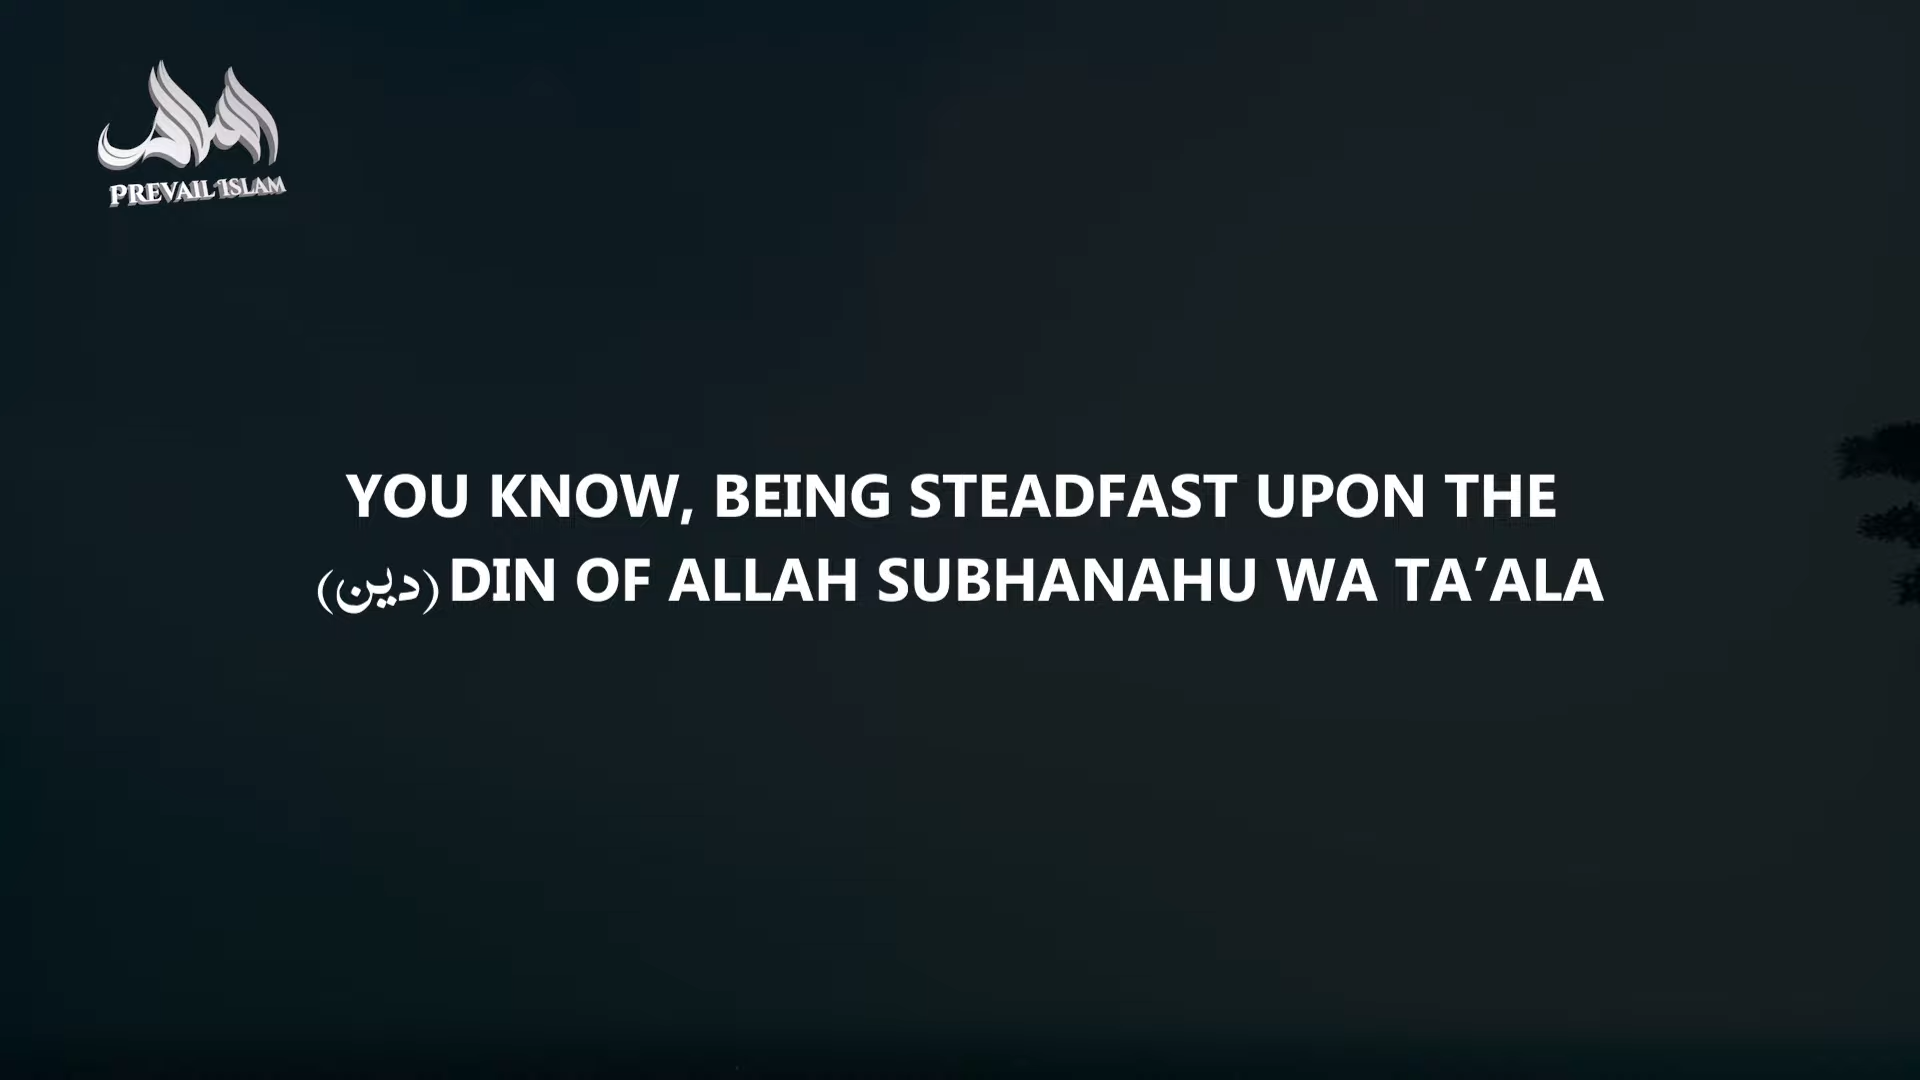 PREVAIL ISLAM
YOU KNOW, BEING STEADFAST UPON THE
(دين) DIN OF ALLAH SUBHANAHU WA TA’ALA